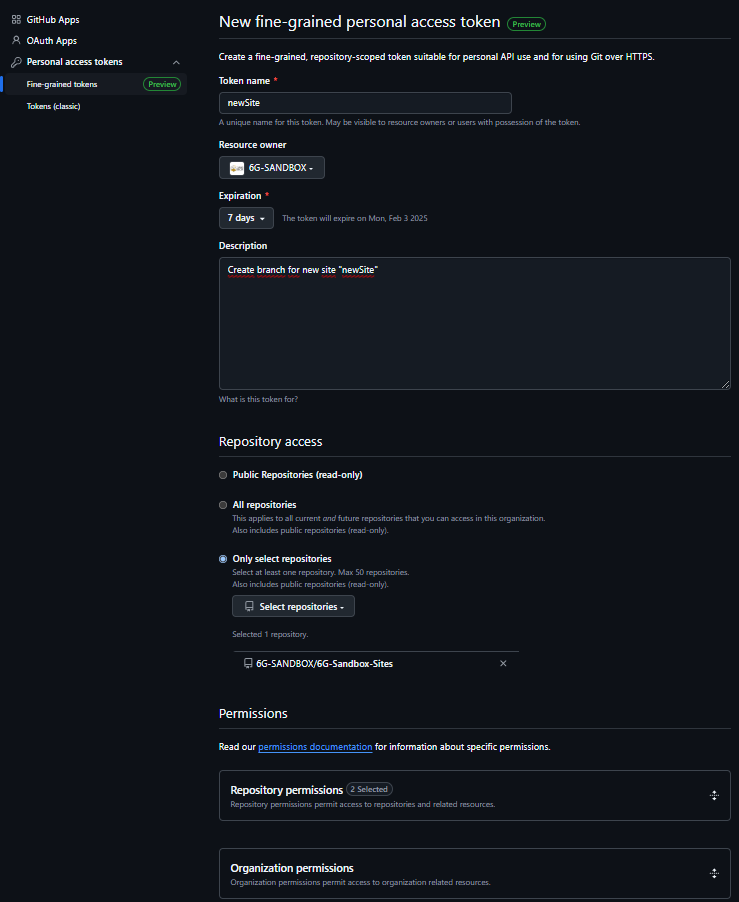 GitHub Apps
OAuth Apps
Personal access tokens
Fine-grained tokens Preview
Tokens (classic)
New fine-grained personal access token Preview
Create a fine-grained, repository-scoped token suitable for personal API use and for using Git over HTTPS.
Token name *
newSite
A unique name for this token. May be visible to resource owners or users with possession of the token.
Resource owner
6G-SANDBOX
Expiration *
7 days The token will expire on Mon, Feb 3 2025
Description
Create branch for new site "newSite"
What is this token for?
Repository access
Public Repositories (read-only)
All repositories
This applies to all current and future repositories that you can access in this organization.
Also includes public repositories (read-only).
Only select repositories
Select at least one repository. Max 50 repositories.
Also includes public repositories (read-only).
Select repositories
Selected 1 repository.
6G-SANDBOX/6G-Sandbox-Sites
Permissions
Read our permissions documentation for information about specific permissions.
Repository permissions 2 Selected
Repository permissions permit access to repositories and related resources.
Organization permissions
Organization permissions permit access to organization related resources.